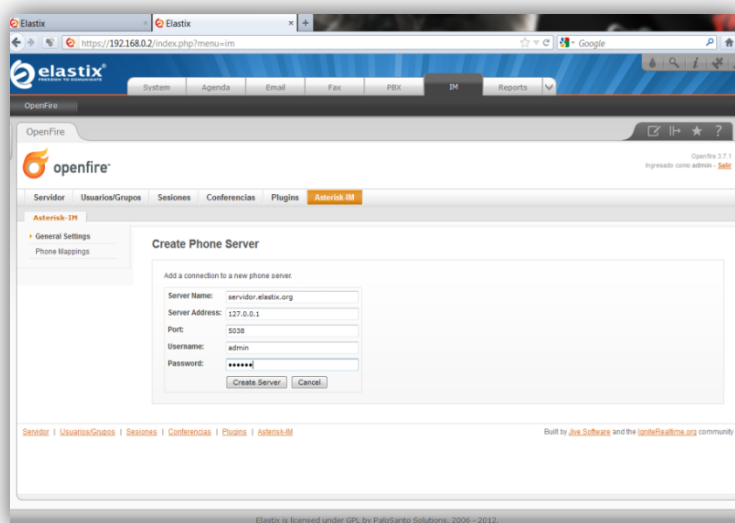 Elastix
Elastix
https://192.168.0.2/index.php?menu=im
Google
elastix®
FREEDOM TO COMMUNICATE
System Agenda Email Fax PBX IM Reports
OpenFire
OpenFire
openfire™
Openfire 3.7.1
Ingresado como admin - Salir
Servidor Usuarios/Grupos Sesiones Conferencias Plugins Asterisk-IM
Asterisk-IM
General Settings
Phone Mappings
Create Phone Server
Add a connection to a new phone server.
Server Name: servidor.elastix.org
Server Address: 127.0.0.1
Port: 5038
Username: admin
Password: ••••••
Create Server Cancel
Servidor | Usuarios/Grupos | Sesiones | Conferencias | Plugins | Asterisk-IM
Built by Jive Software and the IgniteRealtime.org community
Elastix is licensed under GPL by PaloSanto Solutions. 2006 - 2012.